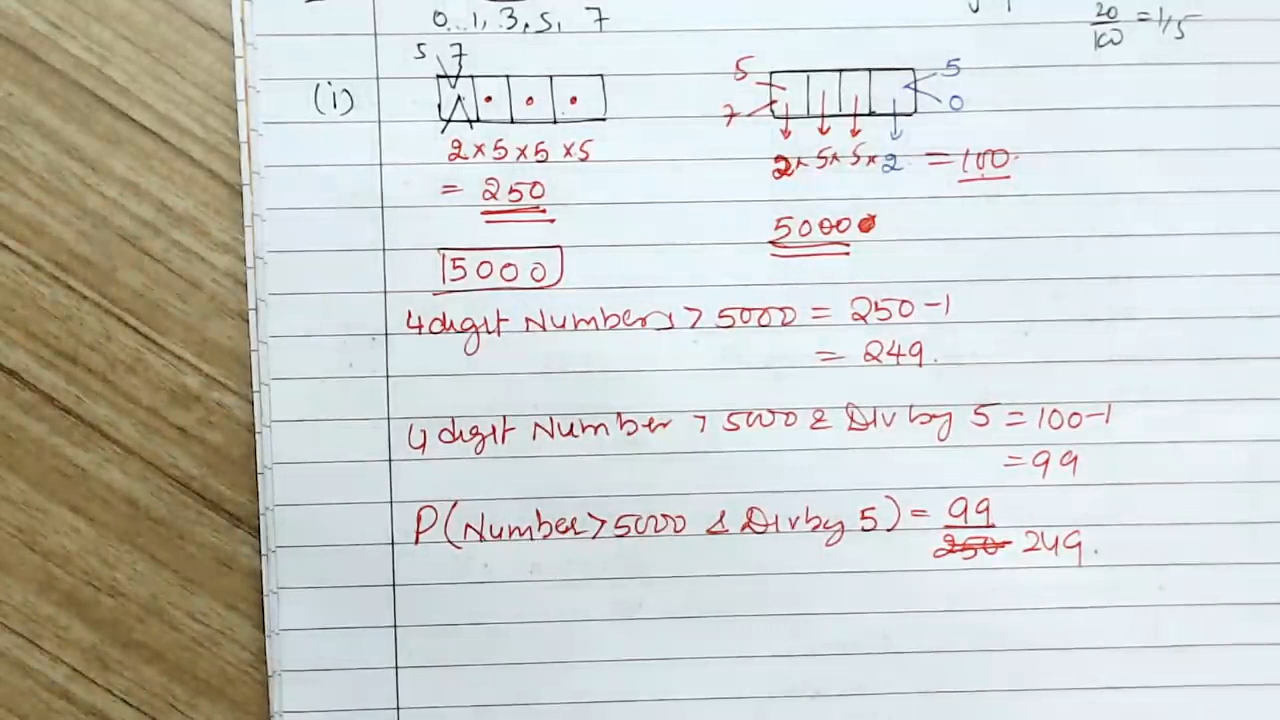 0, 1, 3, 5, 7
20/100 = 1/5
5 7
5 5
(i)
7 0
2×5×5×5
2×5×5×2 = 100
= 250
5000
5000
4 digit Numbers > 5000 = 250-1
= 249.
4 digit Number > 5000 & Div by 5 = 100-1
= 99
P(Number > 5000 & Div by 5) = 99
250 249.